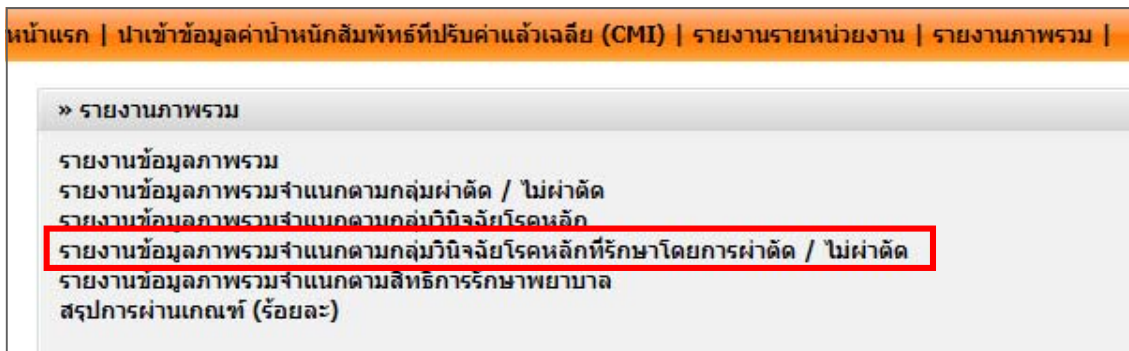 หน้าแรก | นำเข้าข้อมูลค่าน้ำหนักสัมพัทธ์ที่ปรับค่าแล้วเฉลี่ย (CMI) | รายงานรายหน่วยงาน | รายงานภาพรวม |
» รายงานภาพรวม
รายงานข้อมูลภาพรวม
รายงานข้อมูลภาพรวมจำแนกตามกลุ่มผ่าตัด / ไม่ผ่าตัด
รายงานข้อมูลภาพรวมจำแนกตามกลุ่มวินิจฉัยโรคหลัก
รายงานข้อมูลภาพรวมจำแนกตามกลุ่มวินิจฉัยโรคหลักที่รักษาโดยการผ่าตัด / ไม่ผ่าตัด
รายงานข้อมูลภาพรวมจำแนกตามสิทธิการรักษาพยาบาล
สรุปการผ่านเกณฑ์ (ร้อยละ)